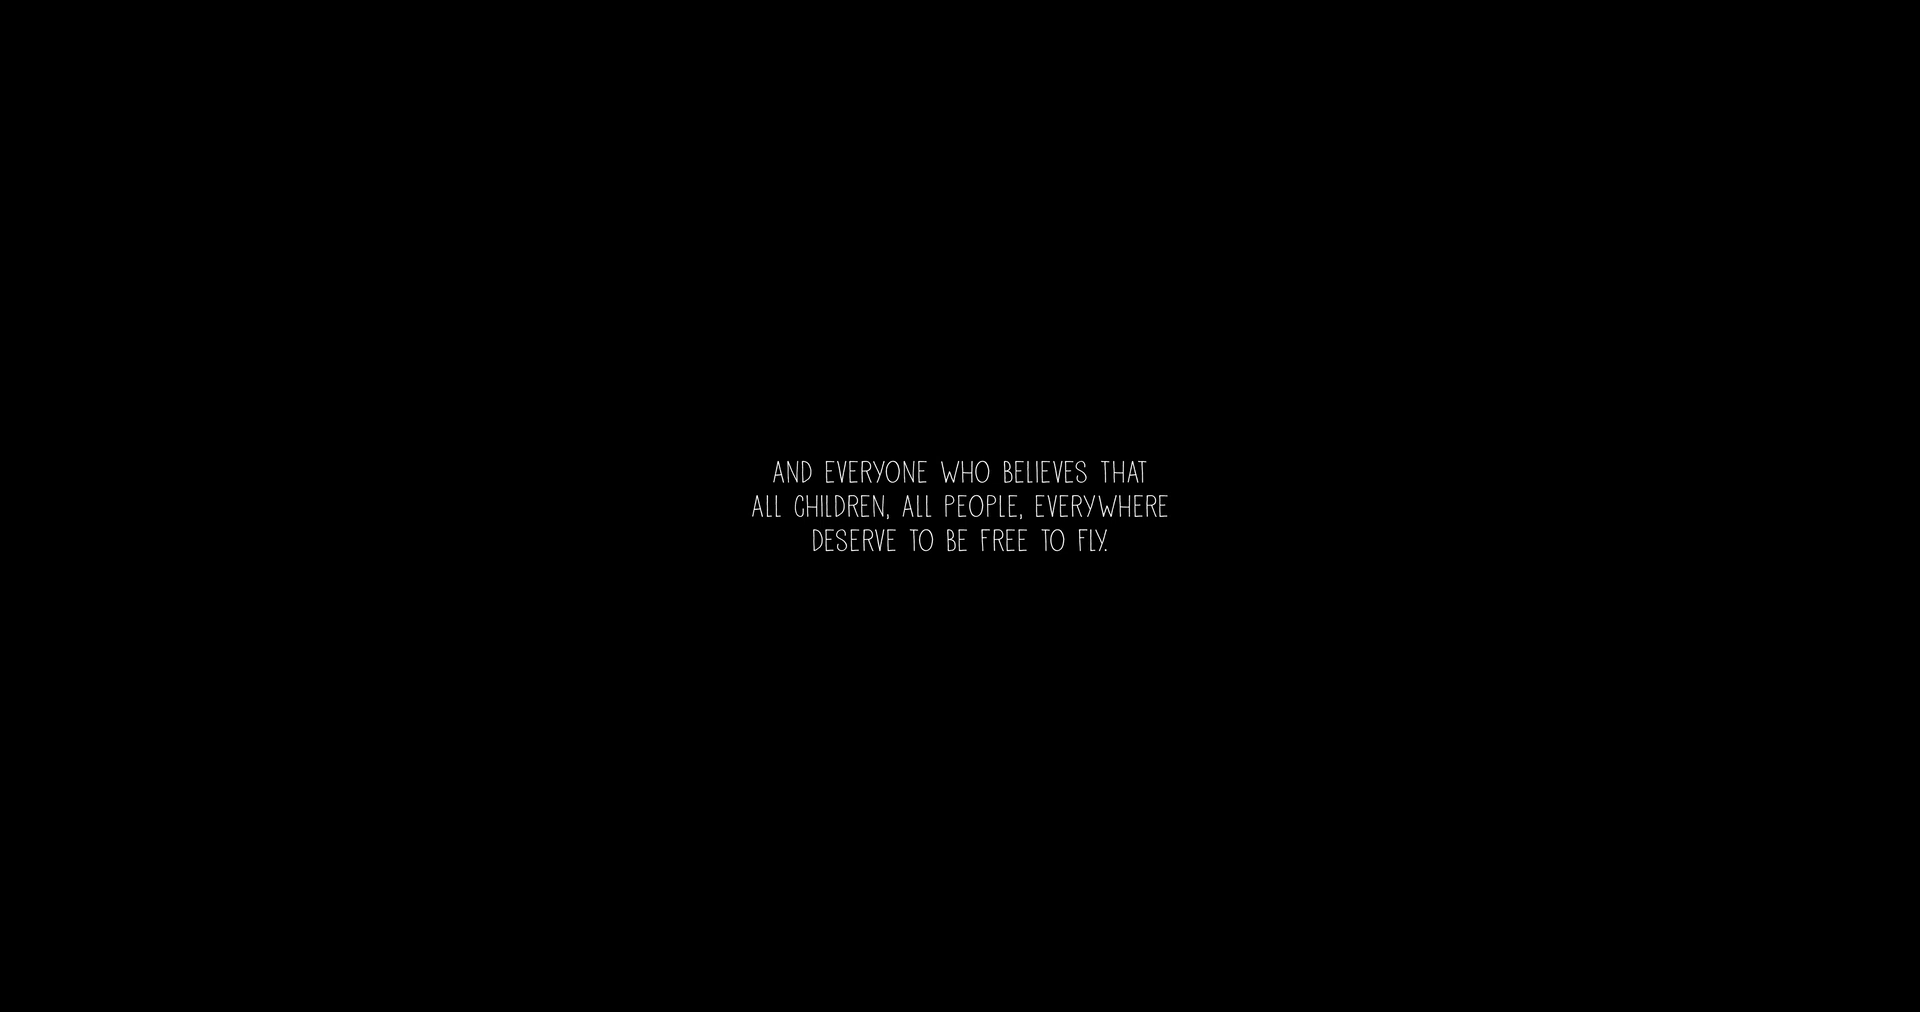 AND EVERYONE WHO BELIEVES THAT
ALL CHILDREN, ALL PEOPLE, EVERYWHERE
DESERVE TO BE FREE TO FLY.